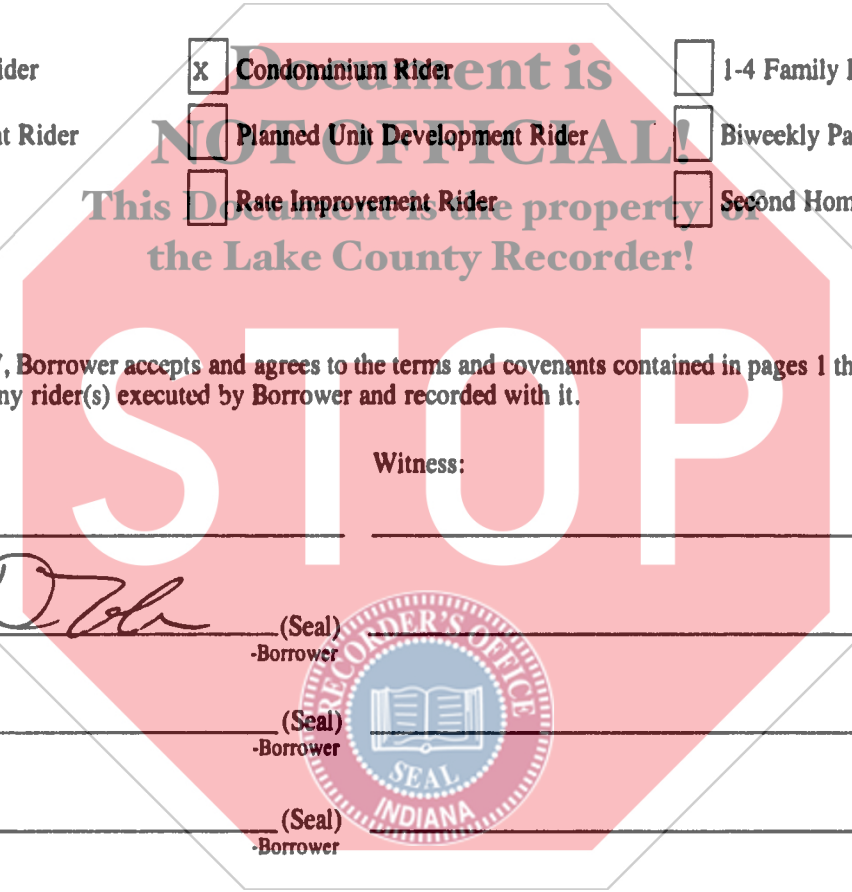 ider x Condominium Rider 1-4 Family
nt Rider Planned Unit Development Rider Biweekly Pa
Rate Improvement Rider Second Hom
Document is
NOT OFFICIAL!
This Document is the property of
the Lake County Recorder!
STOP
, Borrower accepts and agrees to the terms and covenants contained in pages 1 th
ny rider(s) executed by Borrower and recorded with it.
Witness:
(Seal)
-Borrower
(Seal)
-Borrower
(Seal)
-Borrower
RECORDER'S OFFICE
SEAL
INDIANA